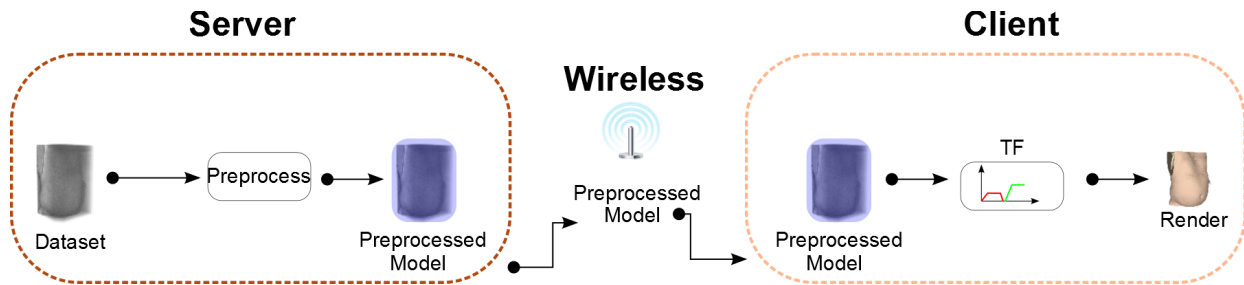 Server
Wireless
Client
Dataset
Preprocess
Preprocessed
Model
Preprocessed
Model
Preprocessed
Model
TF
Render